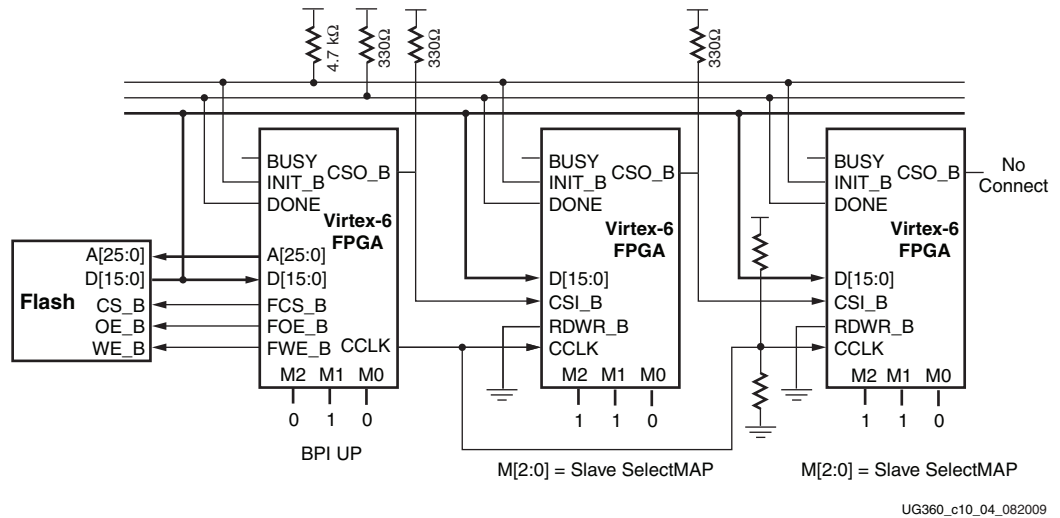 4.7 kΩ
330Ω
330Ω
330Ω
BUSY
INIT_B
DONE
CSO_B
Virtex-6
FPGA
A[25:0]
D[15:0]
FCS_B
FOE_B
FWE_B
CCLK
M2 M1 M0
0 1 0
BPI UP
A[25:0]
D[15:0]
Flash
CS_B
OE_B
WE_B
BUSY
INIT_B
DONE
CSO_B
Virtex-6
FPGA
D[15:0]
CSI_B
RDWR_B
CCLK
M2 M1 M0
1 1 0
M[2:0] = Slave SelectMAP
BUSY
INIT_B
DONE
CSO_B
Virtex-6
FPGA
D[15:0]
CSI_B
RDWR_B
CCLK
M2 M1 M0
1 1 0
M[2:0] = Slave SelectMAP
No
Connect
UG360_c10_04_082009